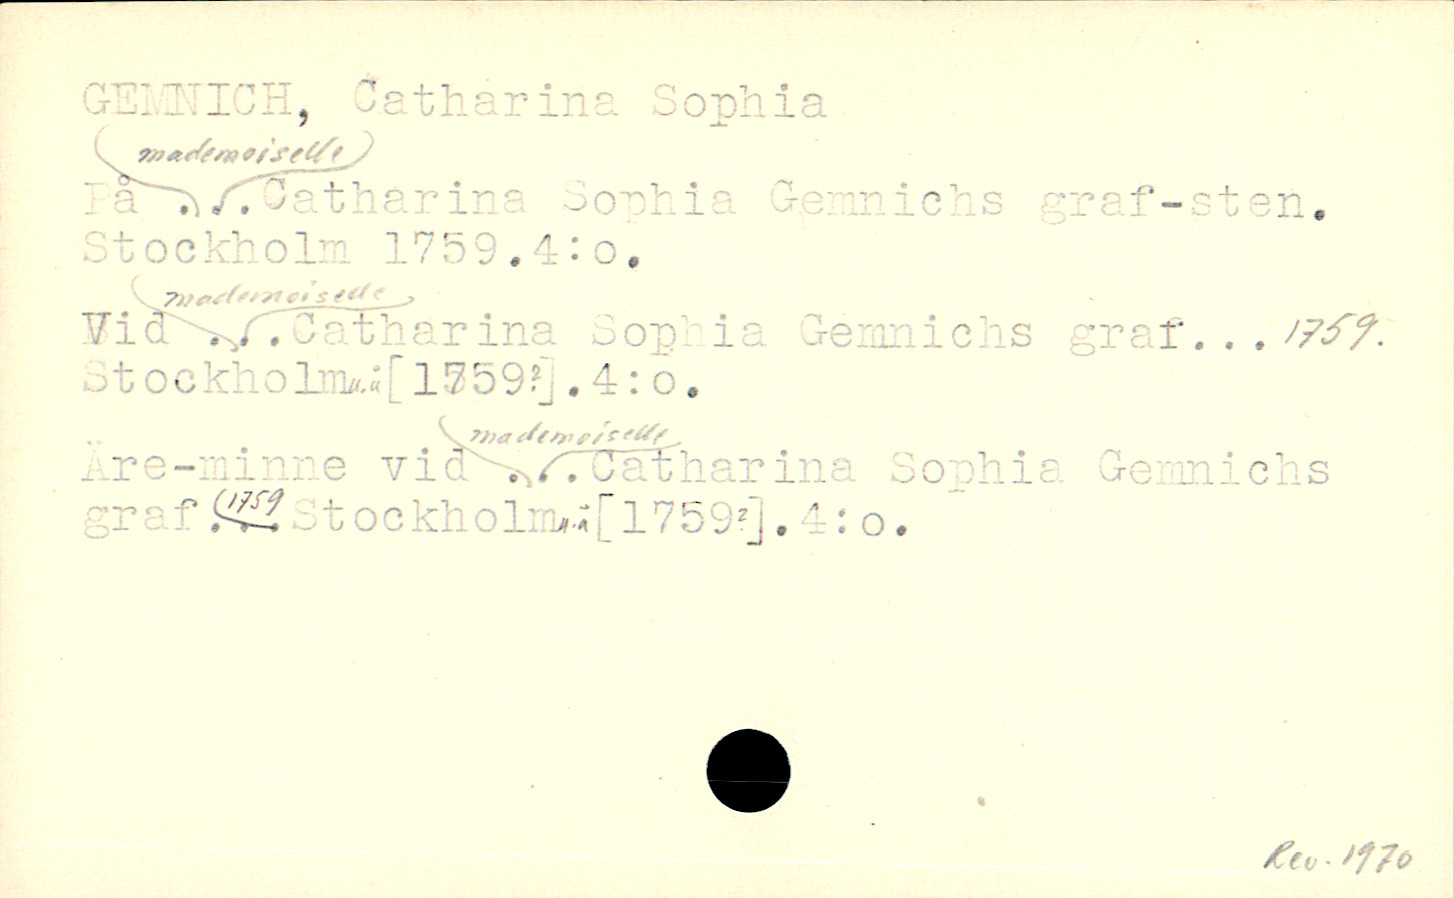 GEMNICH, Catharina Sophia
mademoiselle
På ...Catharina Sophia Gemnichs graf-sten.
Stockholm 1759.4:o.
mademoiselle
Vid ...Catharina Sophia Gemnichs graf... 1759.
Stockholm u.å [1759?].4:o.
mademoiselle
Äre-minne vid ...Catharina Sophia Gemnichs
graf... 1759 Stockholm u.å [1759?].4:o.
Rev. 1970